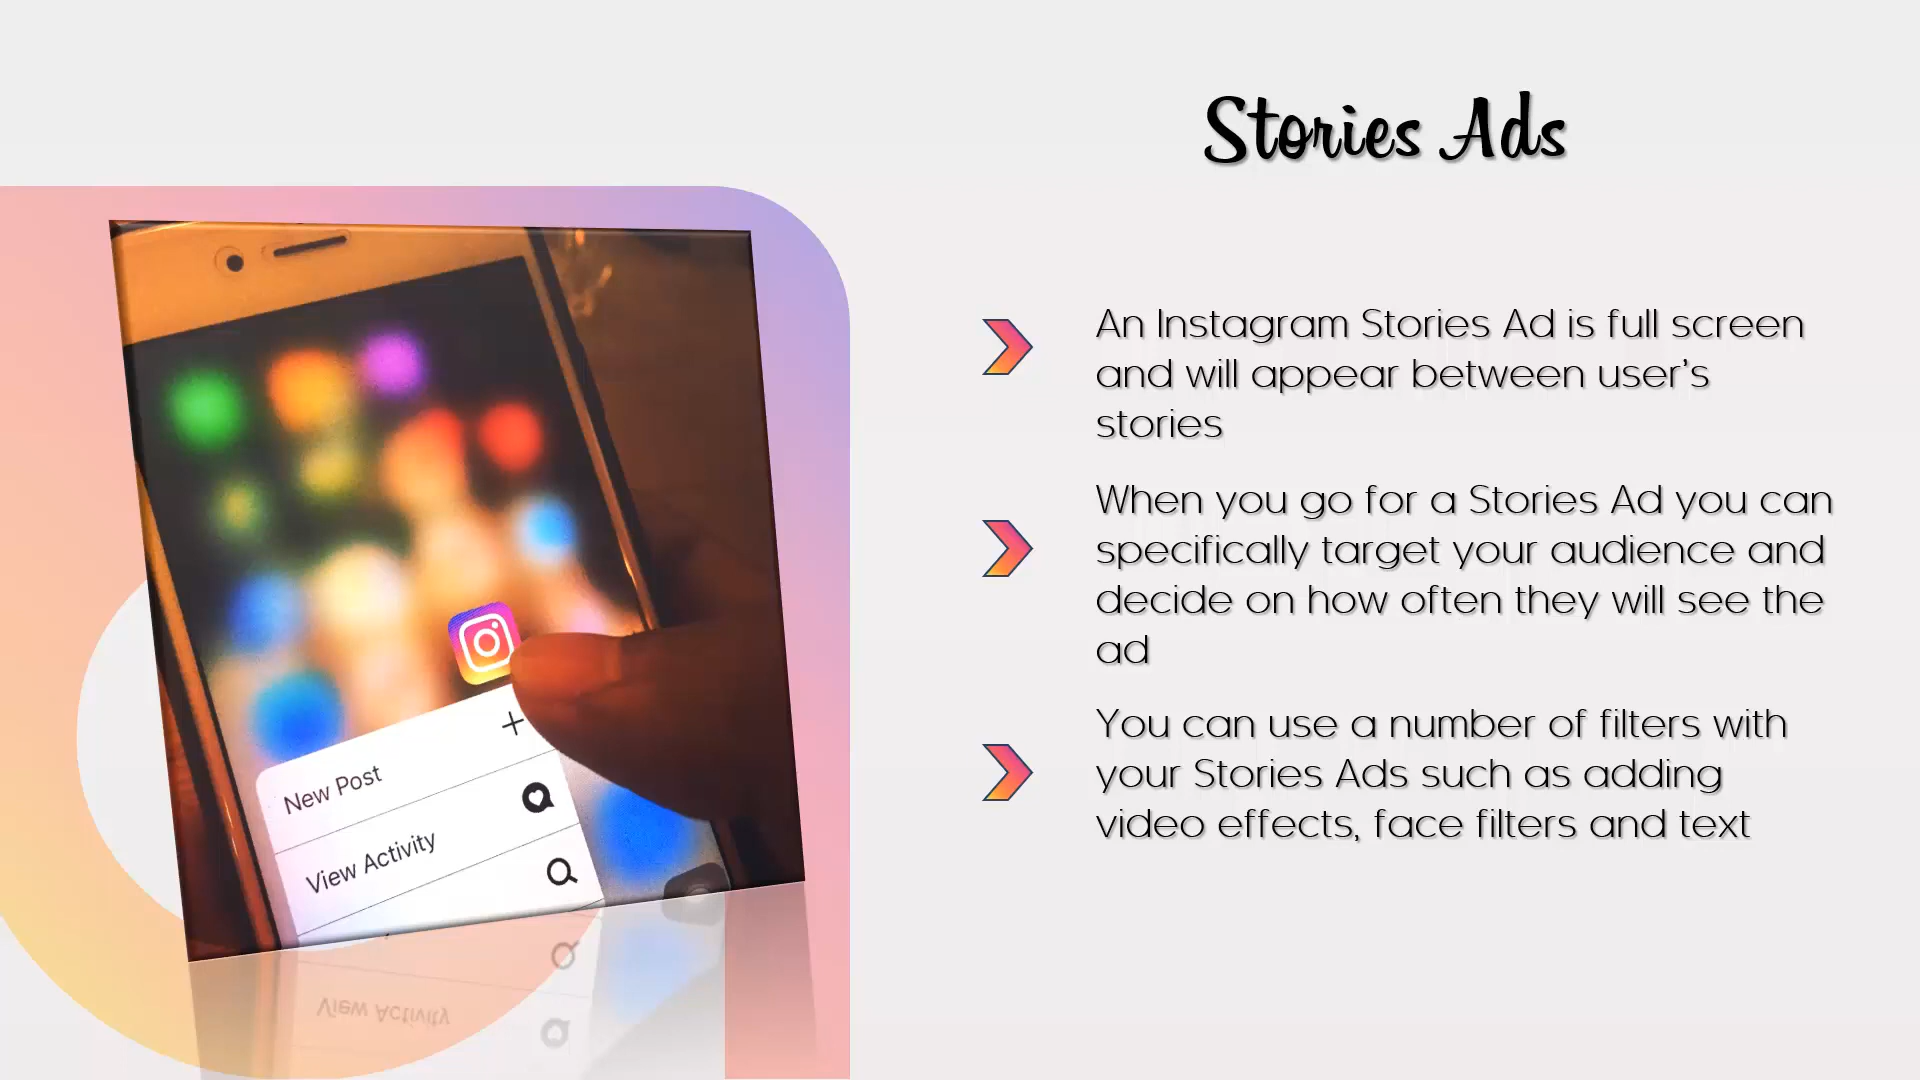 Stories Ads
An Instagram Stories Ad is full screen
and will appear between user’s
stories
When you go for a Stories Ad you can
specifically target your audience and
decide on how often they will see the
ad
You can use a number of filters with
your Stories Ads such as adding
video effects, face filters and text
New Post
View Activity
View Activity